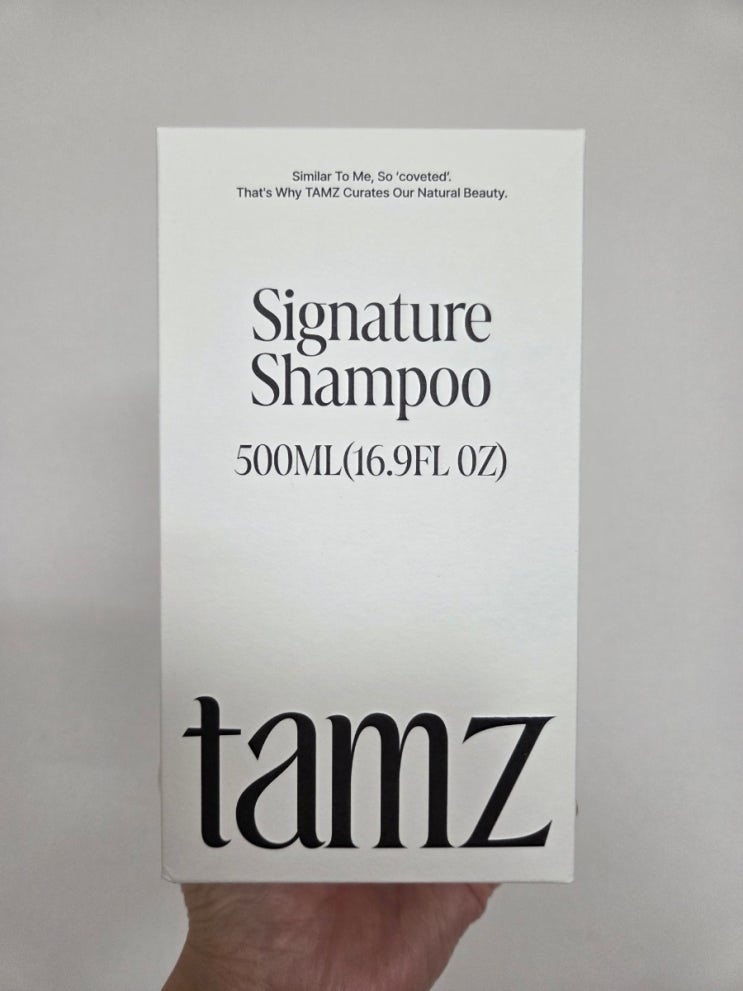 Similar To Me, So ‘coveted’.
That's Why TAMZ Curates Our Natural Beauty.
Signature
Shampoo
500ML(16.9FL OZ)
tamz